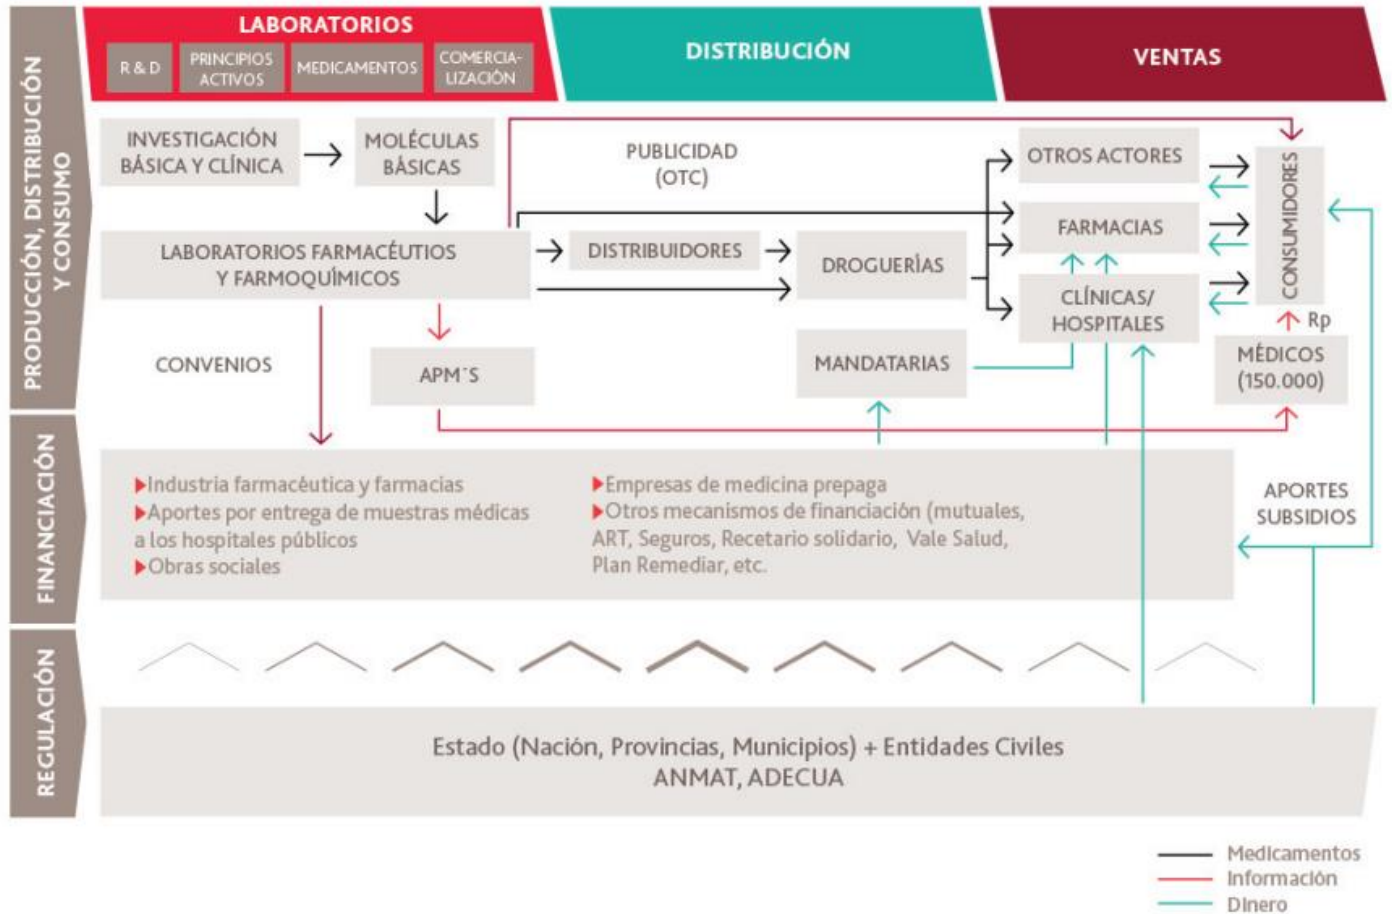 PRODUCCIÓN, DISTRIBUCIÓN
Y CONSUMO
LABORATORIOS
R & D
PRINCIPIOS
ACTIVOS
MEDICAMENTOS
COMERCIA-
LIZACIÓN
DISTRIBUCIÓN
VENTAS
INVESTIGACIÓN
BÁSICA Y CLÍNICA
MOLÉCULAS
BÁSICAS
PUBLICIDAD
(OTC)
OTROS ACTORES
CONSUMIDORES
LABORATORIOS FARMACÉUTIOS
Y FARMOQUÍMICOS
DISTRIBUIDORES
DROGUERÍAS
FARMACIAS
CLÍNICAS/
HOSPITALES
Rp
CONVENIOS
APM´S
MANDATARIAS
MÉDICOS
(150.000)
FINANCIACIÓN
Industria farmacéutica y farmacias
Aportes por entrega de muestras médicas
a los hospitales públicos
Obras sociales
Empresas de medicina prepaga
Otros mecanismos de financiación (mutuales,
ART, Seguros, Recetario solidario, Vale Salud,
Plan Remediar, etc.
APORTES
SUBSIDIOS
REGULACIÓN
Estado (Nación, Provincias, Municipios) + Entidades Civiles
ANMAT, ADECUA
Medicamentos
Información
Dinero